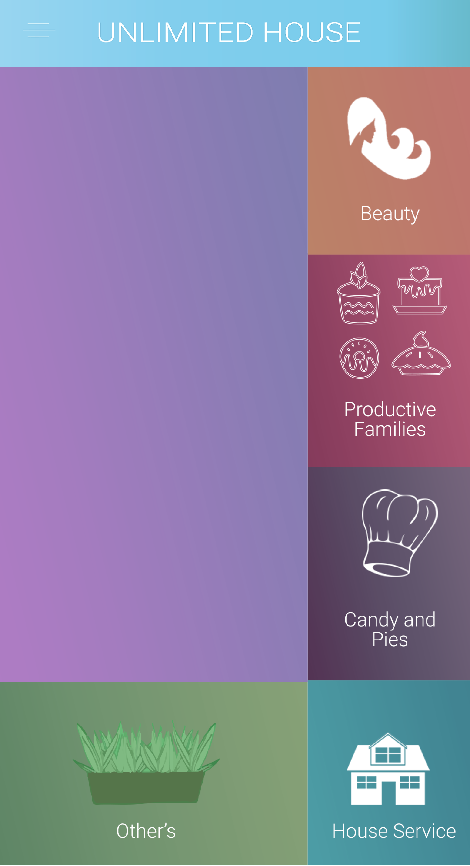 UNLIMITED HOUSE
Beauty
Productive
Families
Candy and
Pies
Other's
House Service